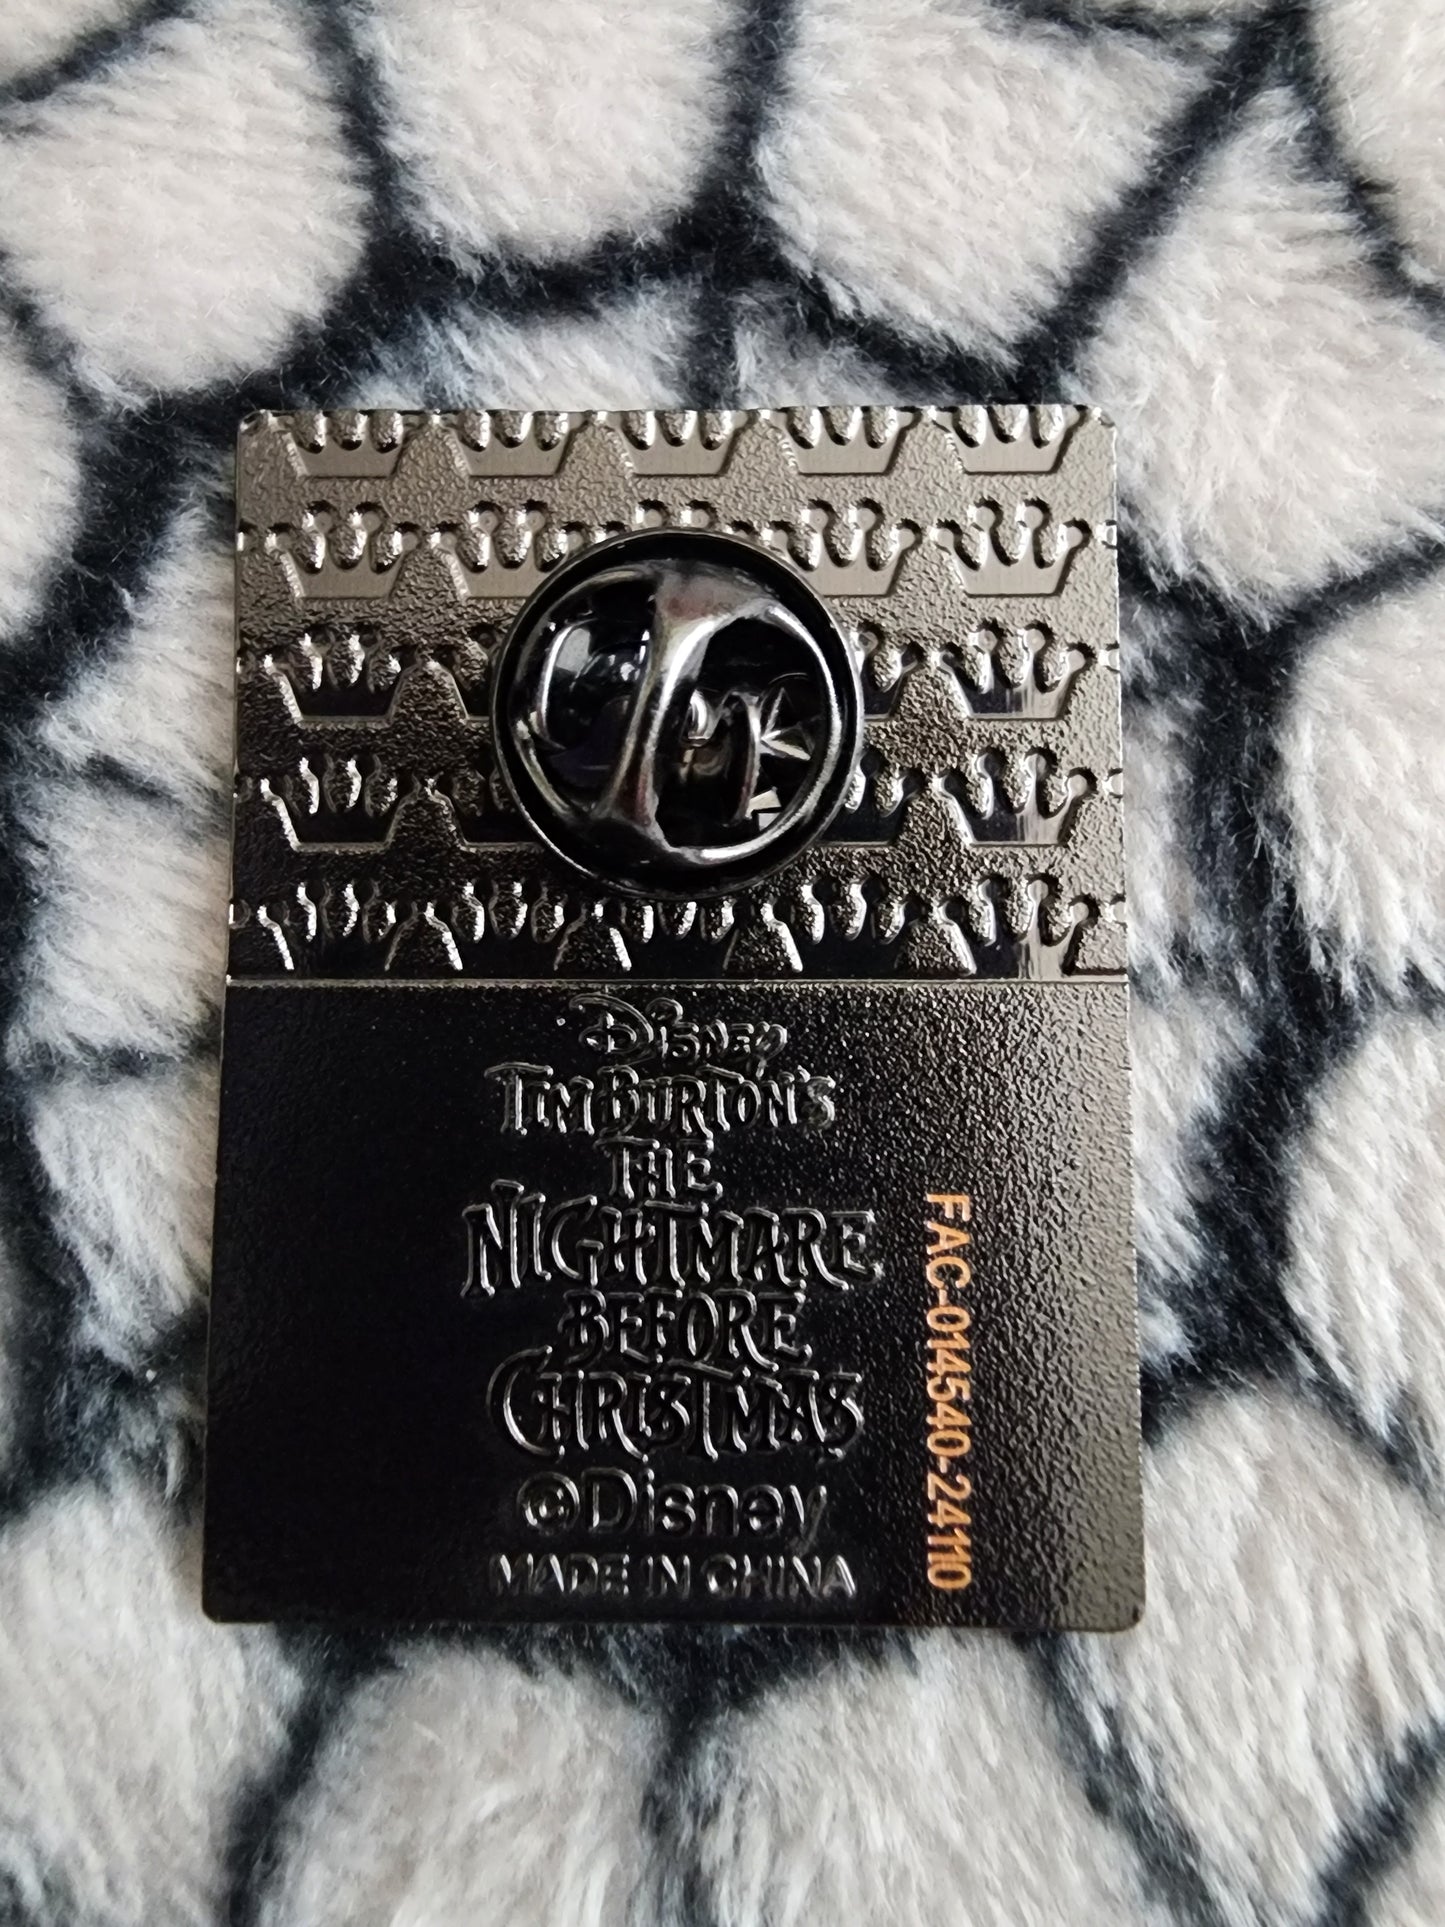 Disney
Tim Burton's
The
Nightmare
Before
Christmas
©Disney
MADE IN CHINA
FAC-014540-24110